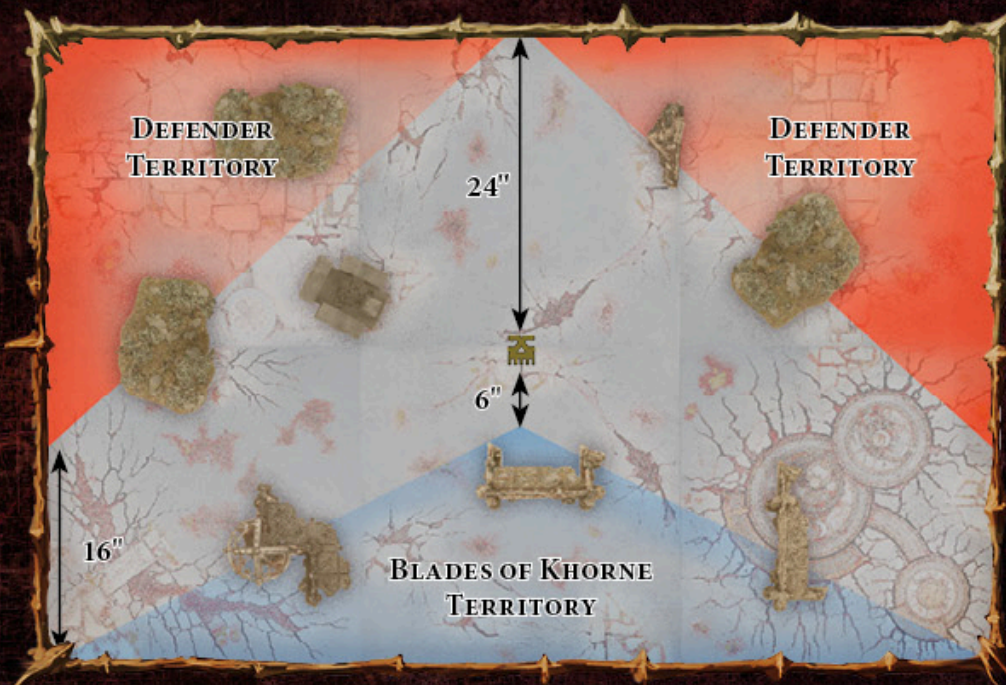 Defender
Territory
Defender
Territory
24"
6"
16"
Blades of Khorne
Territory